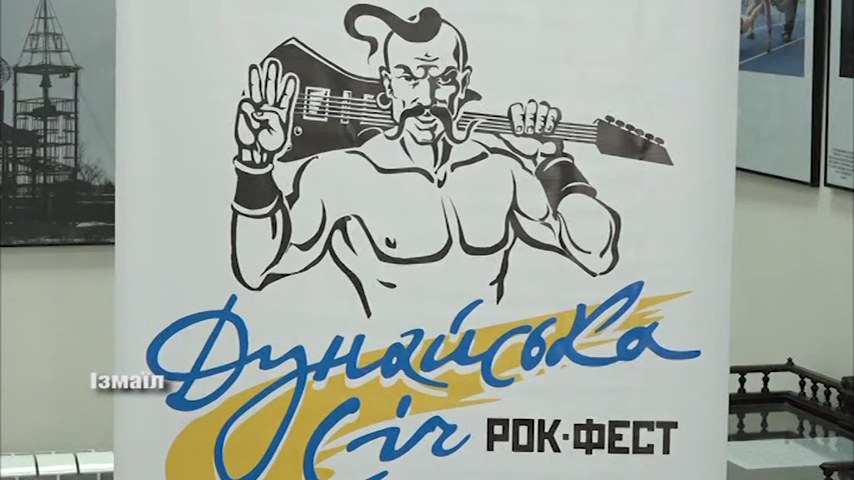 Дунайська
Ізмаїл
Січ РОК-ФЕСТ